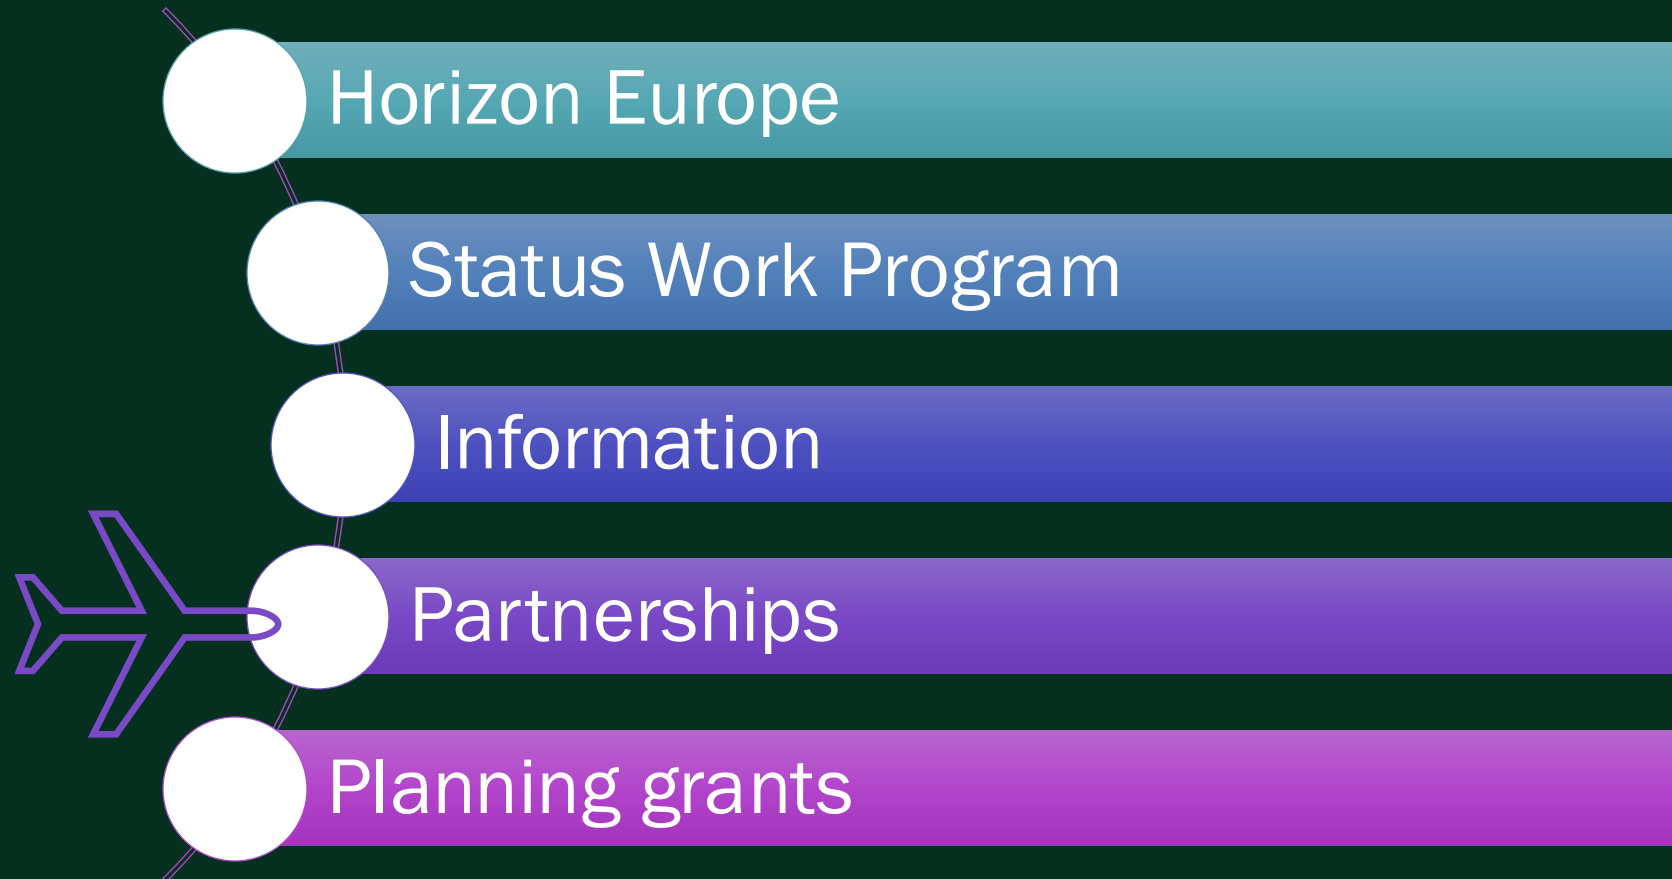 Horizon Europe
Status Work Program
Information
Partnerships
Planning grants